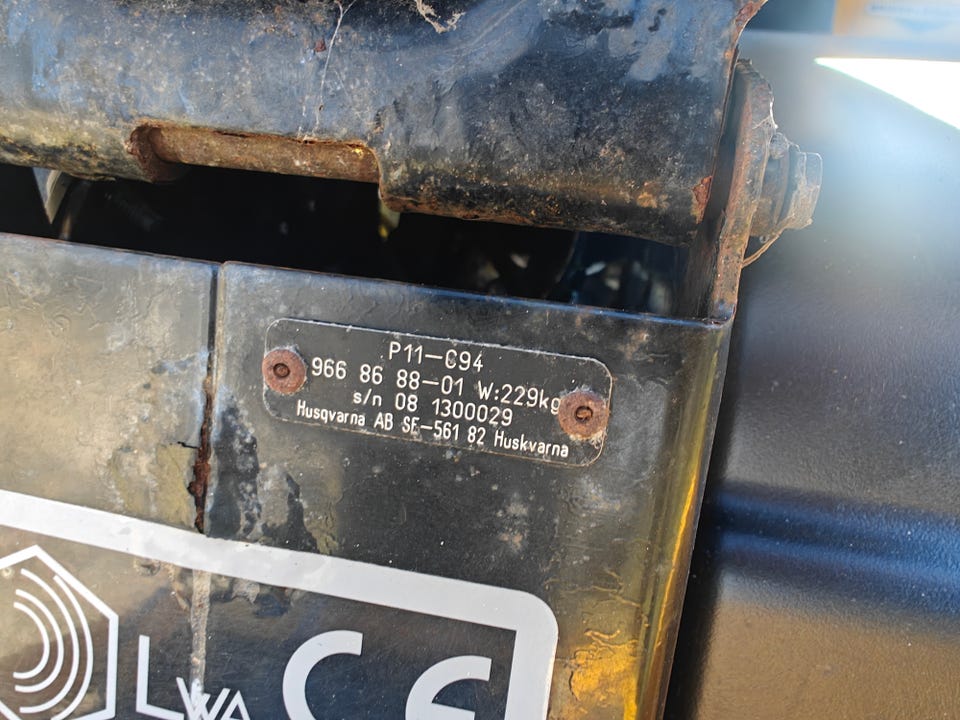 P11-C94
966 86 88-01 W:229kg
s/n 08 1300029
Husqvarna AB SE-561 82 Huskvarna
LWA CE